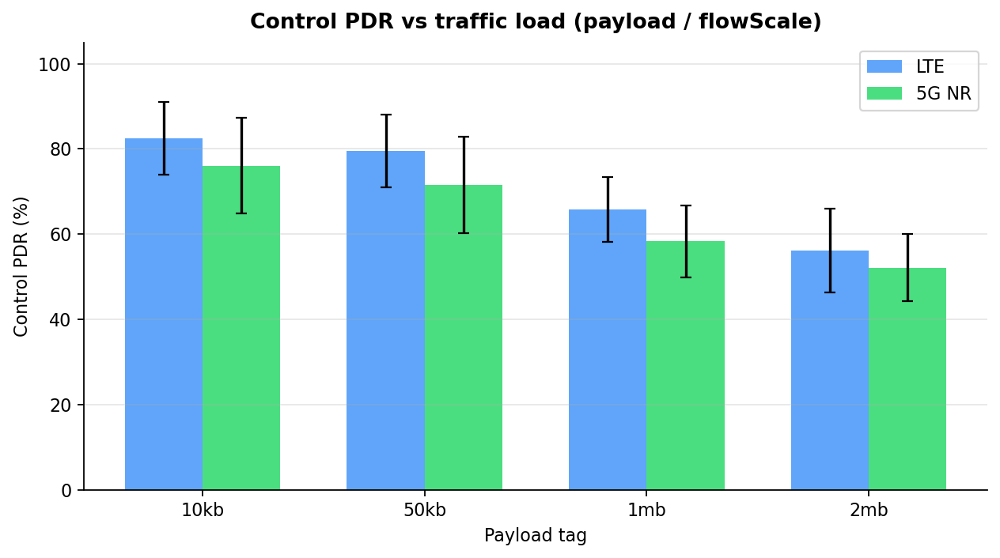 Control PDR vs traffic load (payload / flowScale)
LTE
5G NR
Control PDR (%)
100
80
60
40
20
0
10kb
50kb
1mb
2mb
Payload tag